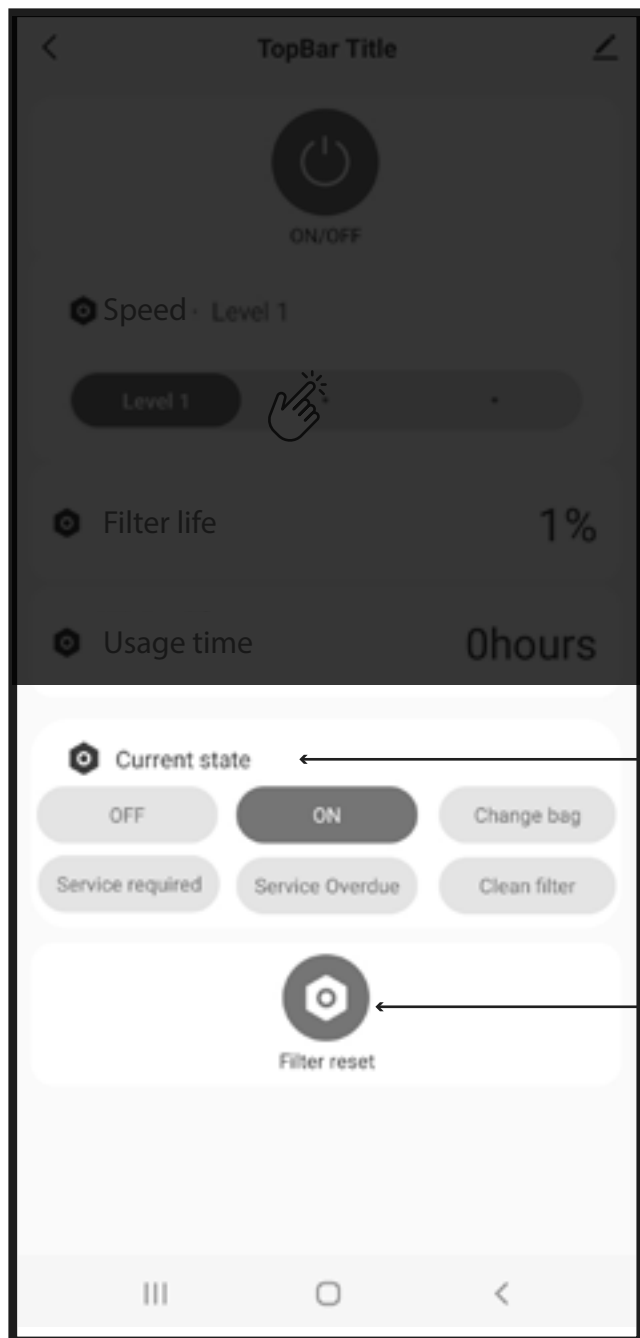 TopBar Title
ON/OFF
Speed · Level 1
Level 1
Filter life 1%
Usage time 0hours
Current state
OFF ON Change bag
Service required Service Overdue Clean filter
Filter reset